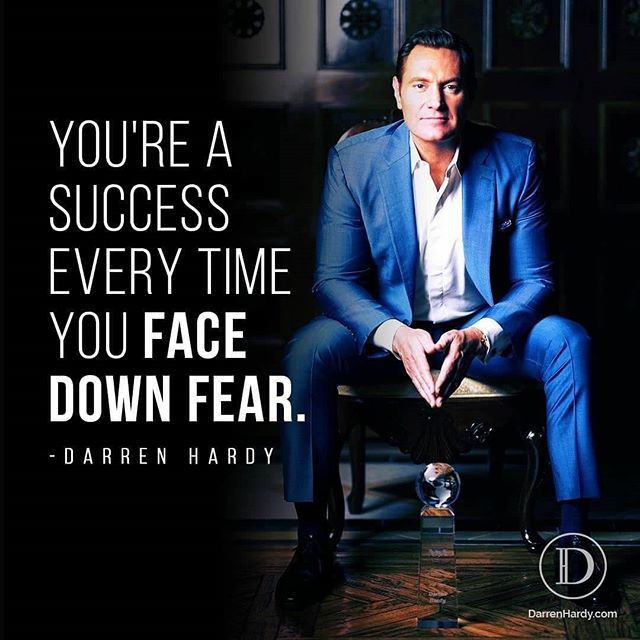 YOU'RE A
SUCCESS
EVERY TIME
YOU FACE
DOWN FEAR.
-DARREN HARDY
D
DarrenHardy.com